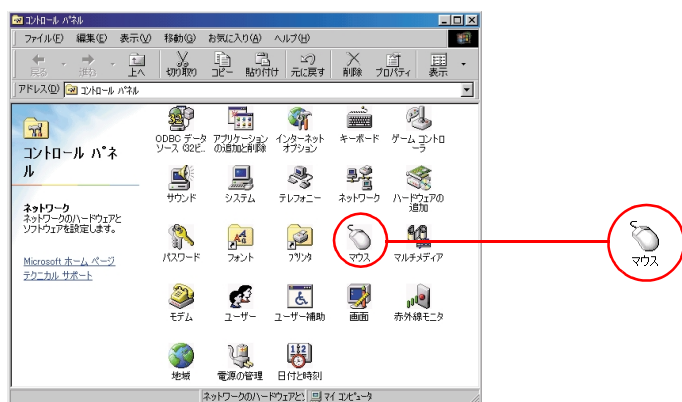 コントロール パネル
ファイル(F) 編集(E) 表示(V) 移動(G) お気に入り(A) ヘルプ(H)
戻る 進む 上へ 切り取り コピー 貼り付け 元に戻す 削除 プロパティ 表示
アドレス(D) コントロール パネル
コントロール パネ
ル
ネットワーク
ネットワークのハードウェアと
ソフトウェアを設定します。
Microsoft ホーム ページ
テクニカル サポート
ODBC データ
ソース (32ビ...
アプリケーション
の追加と削除
インターネット
オプション
キーボード
ゲーム コントロ
ーラ
サウンド
システム
テレフォニー
ネットワーク
ハードウェアの
追加
パスワード
フォント
プリンタ
マウス
マルチメディア
モデム
ユーザー
ユーザー補助
画面
赤外線モニタ
地域
電源の管理
日付と時刻
マウス
ネットワークのハードウェアと: マイ コンピュータ